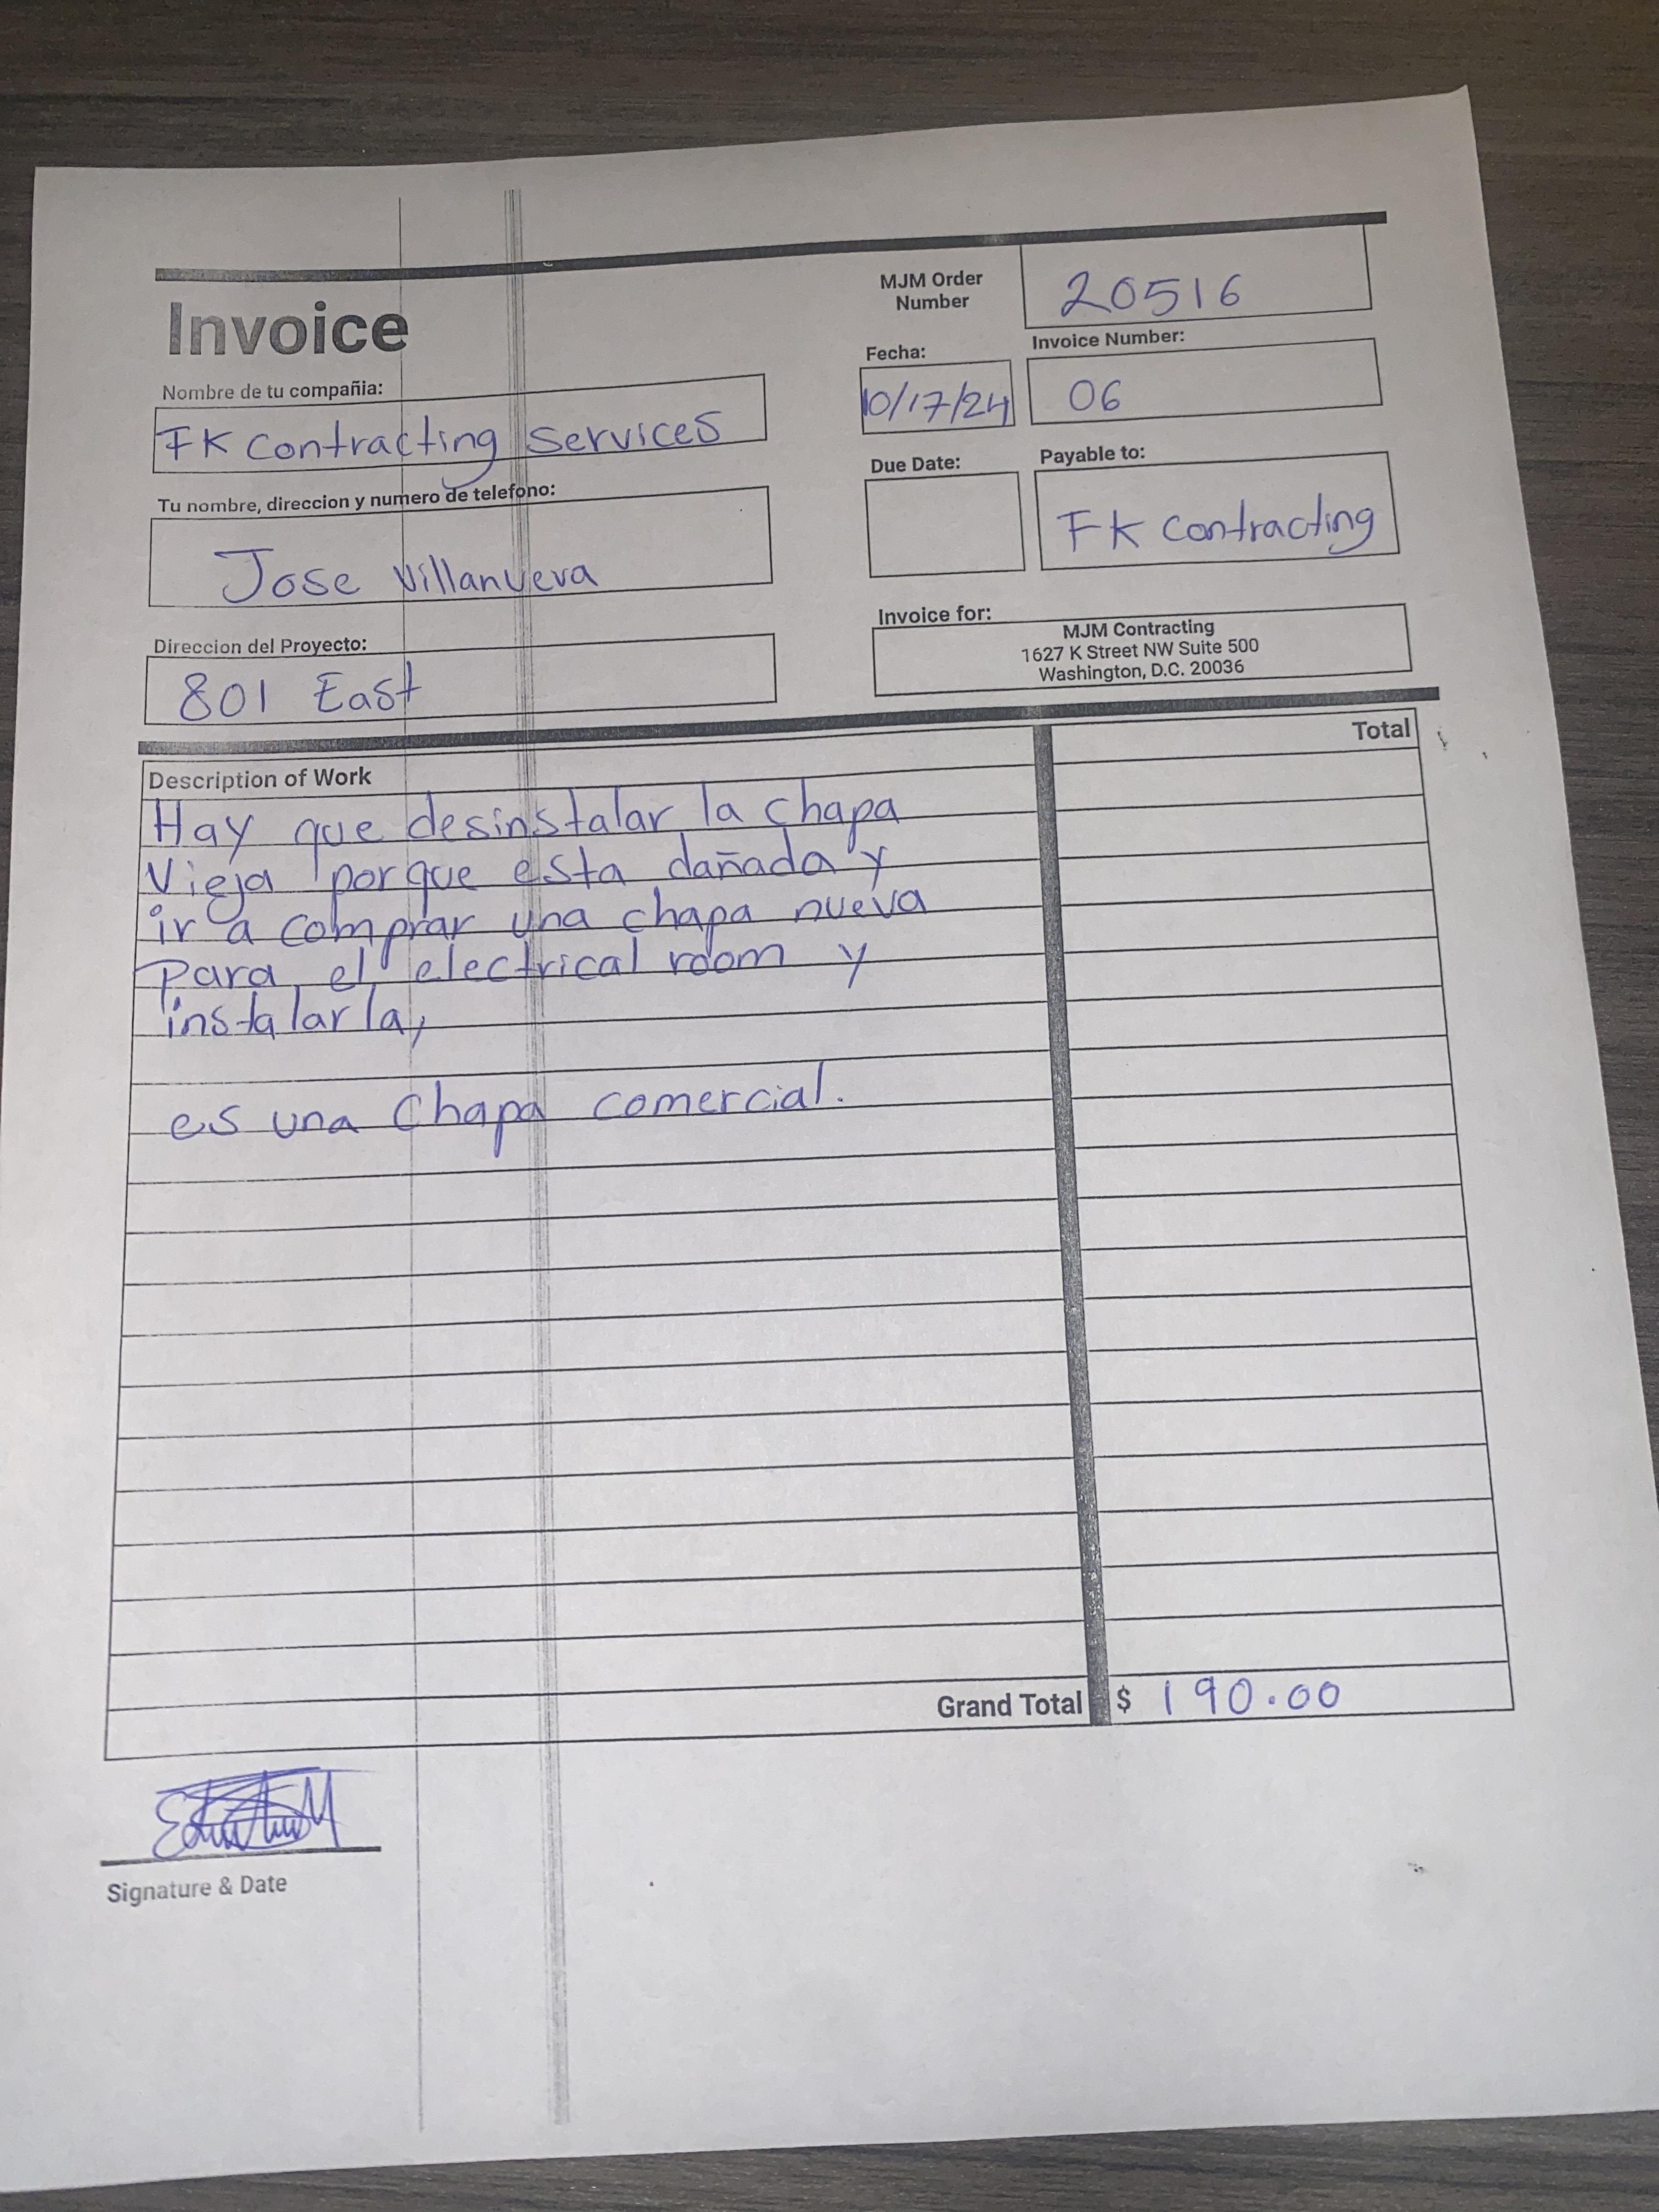 Invoice
MJM Order
Number
20516
Fecha:
10/17/24
Invoice Number:
06
Nombre de tu compañia:
FK Contracting Services
Due Date:
Payable to:
FK Contracting
Tu nombre, direccion y numero de telefono:
Jose Villanueva
Invoice for:
MJM Contracting
1627 K Street NW Suite 500
Washington, D.C. 20036
Direccion del Proyecto:
801 East
Description of Work
Total
Hay que desinstalar la chapa
Vieja porque esta dañada y
ir a comprar una chapa nueva
para el electrical room y
instalarla,
es una Chapa comercial.
Grand Total
$ 190.00
Signature & Date